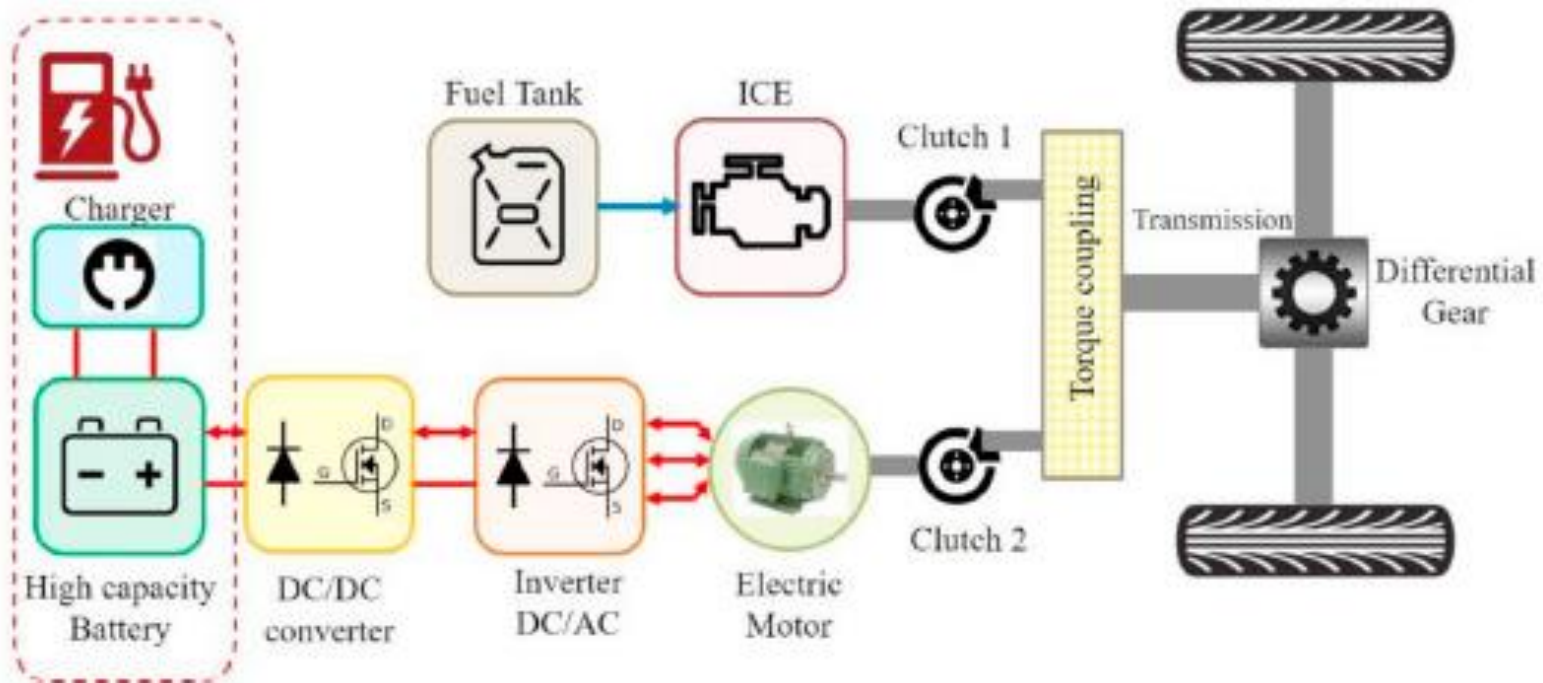 Fuel Tank
ICE
Clutch 1
Charger
Torque coupling
Transmission
Differential
Gear
D
G
S
D
G
S
Clutch 2
High capacity
Battery
DC/DC
converter
Inverter
DC/AC
Electric
Motor